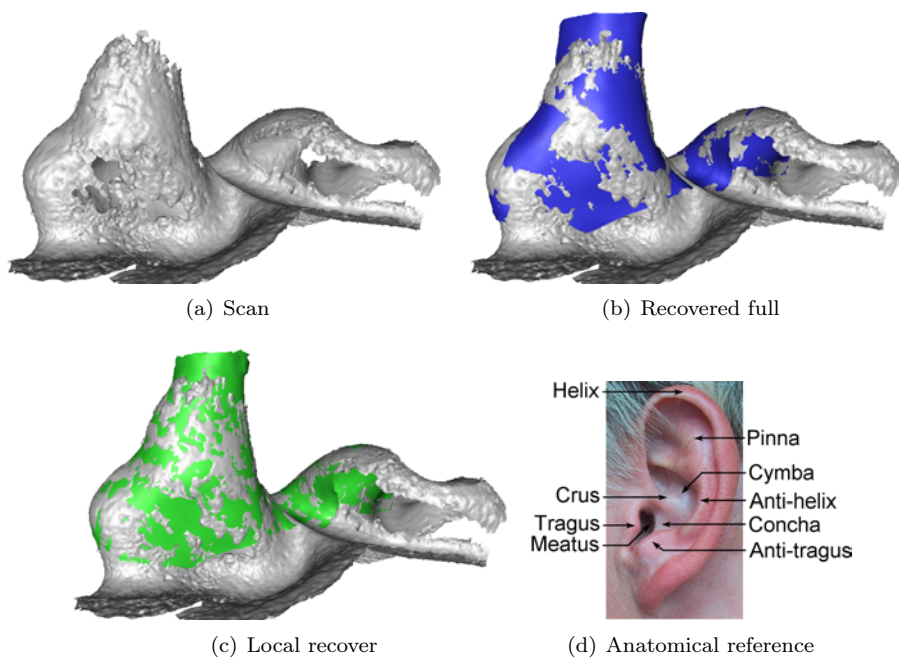 (a) Scan
(b) Recovered full
(c) Local recover
Helix
Pinna
Cymba
Crus
Anti-helix
Tragus
Concha
Meatus
Anti-tragus
(d) Anatomical reference